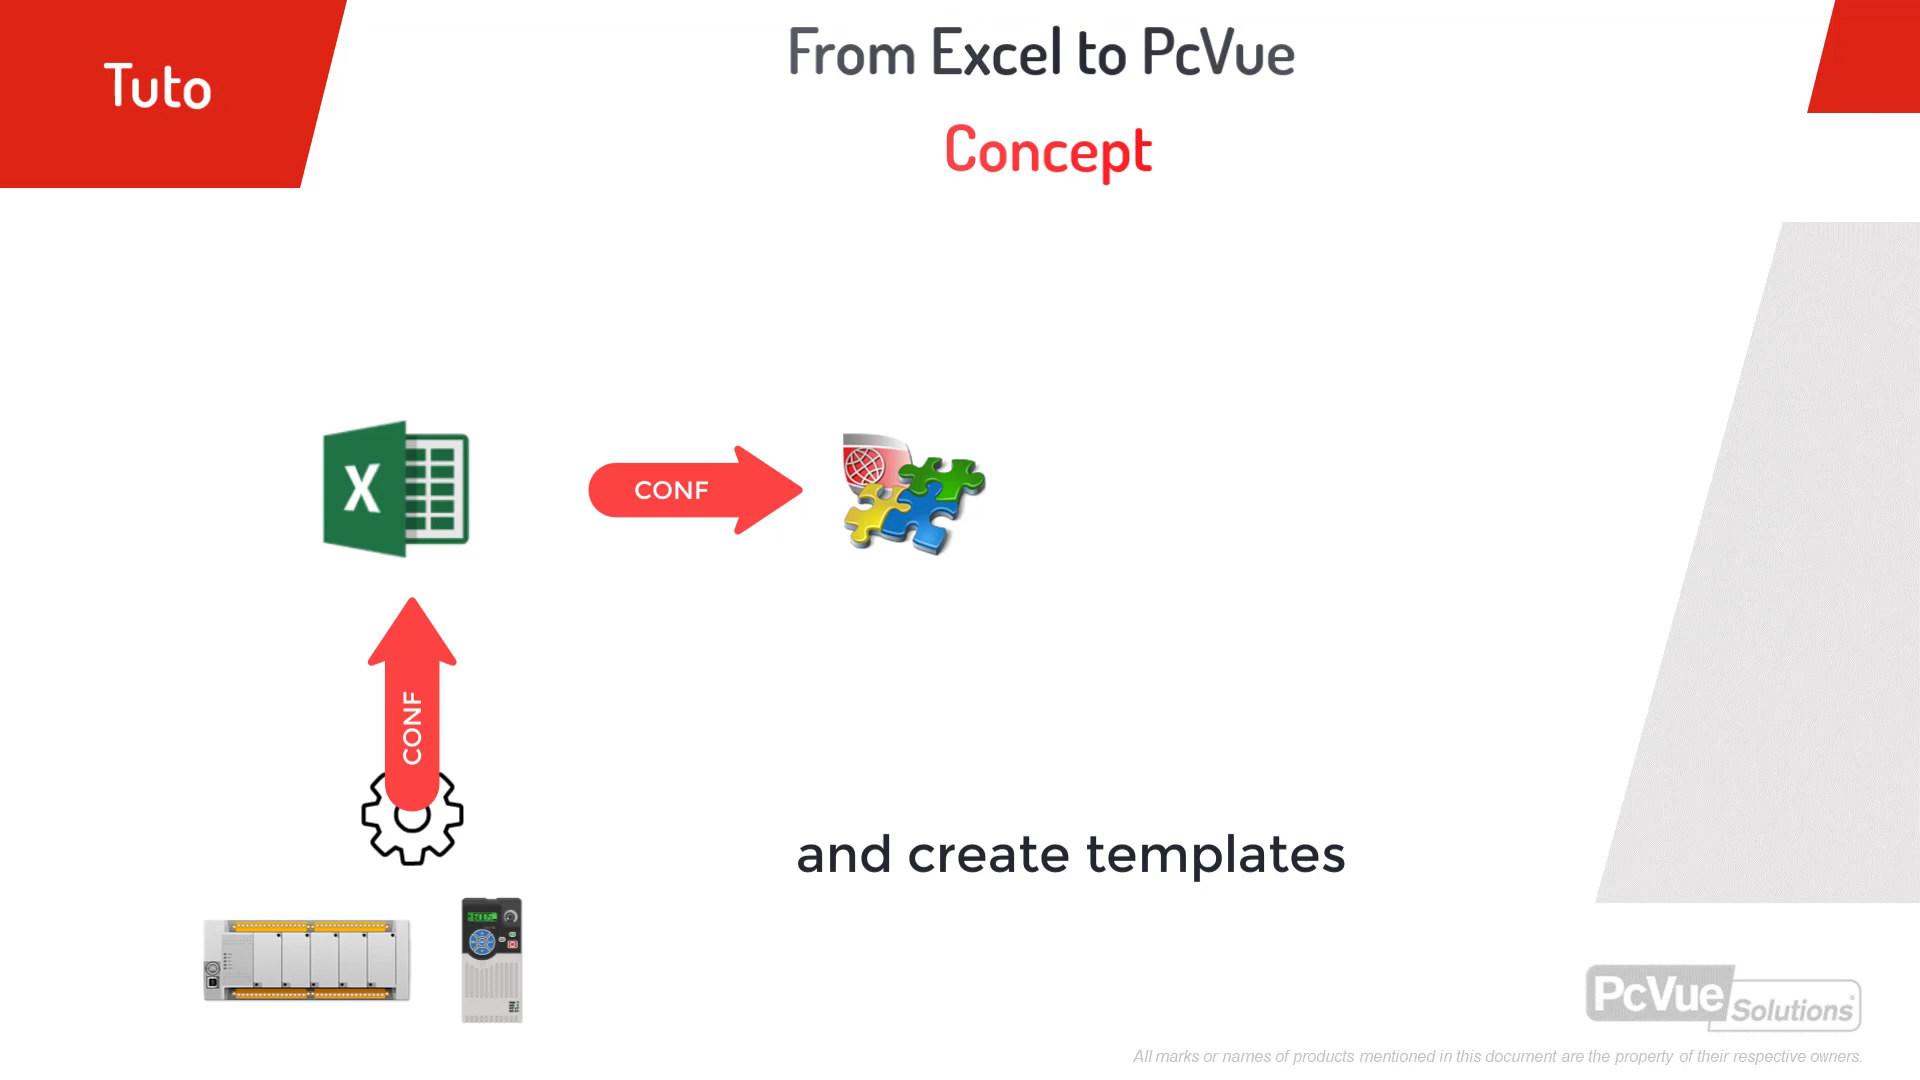 Tuto
From Excel to PcVue
Concept
X
CONF
CONF
and create templates
PcVue Solutions
All marks or names of products mentioned in this document are the property of their respective owners.